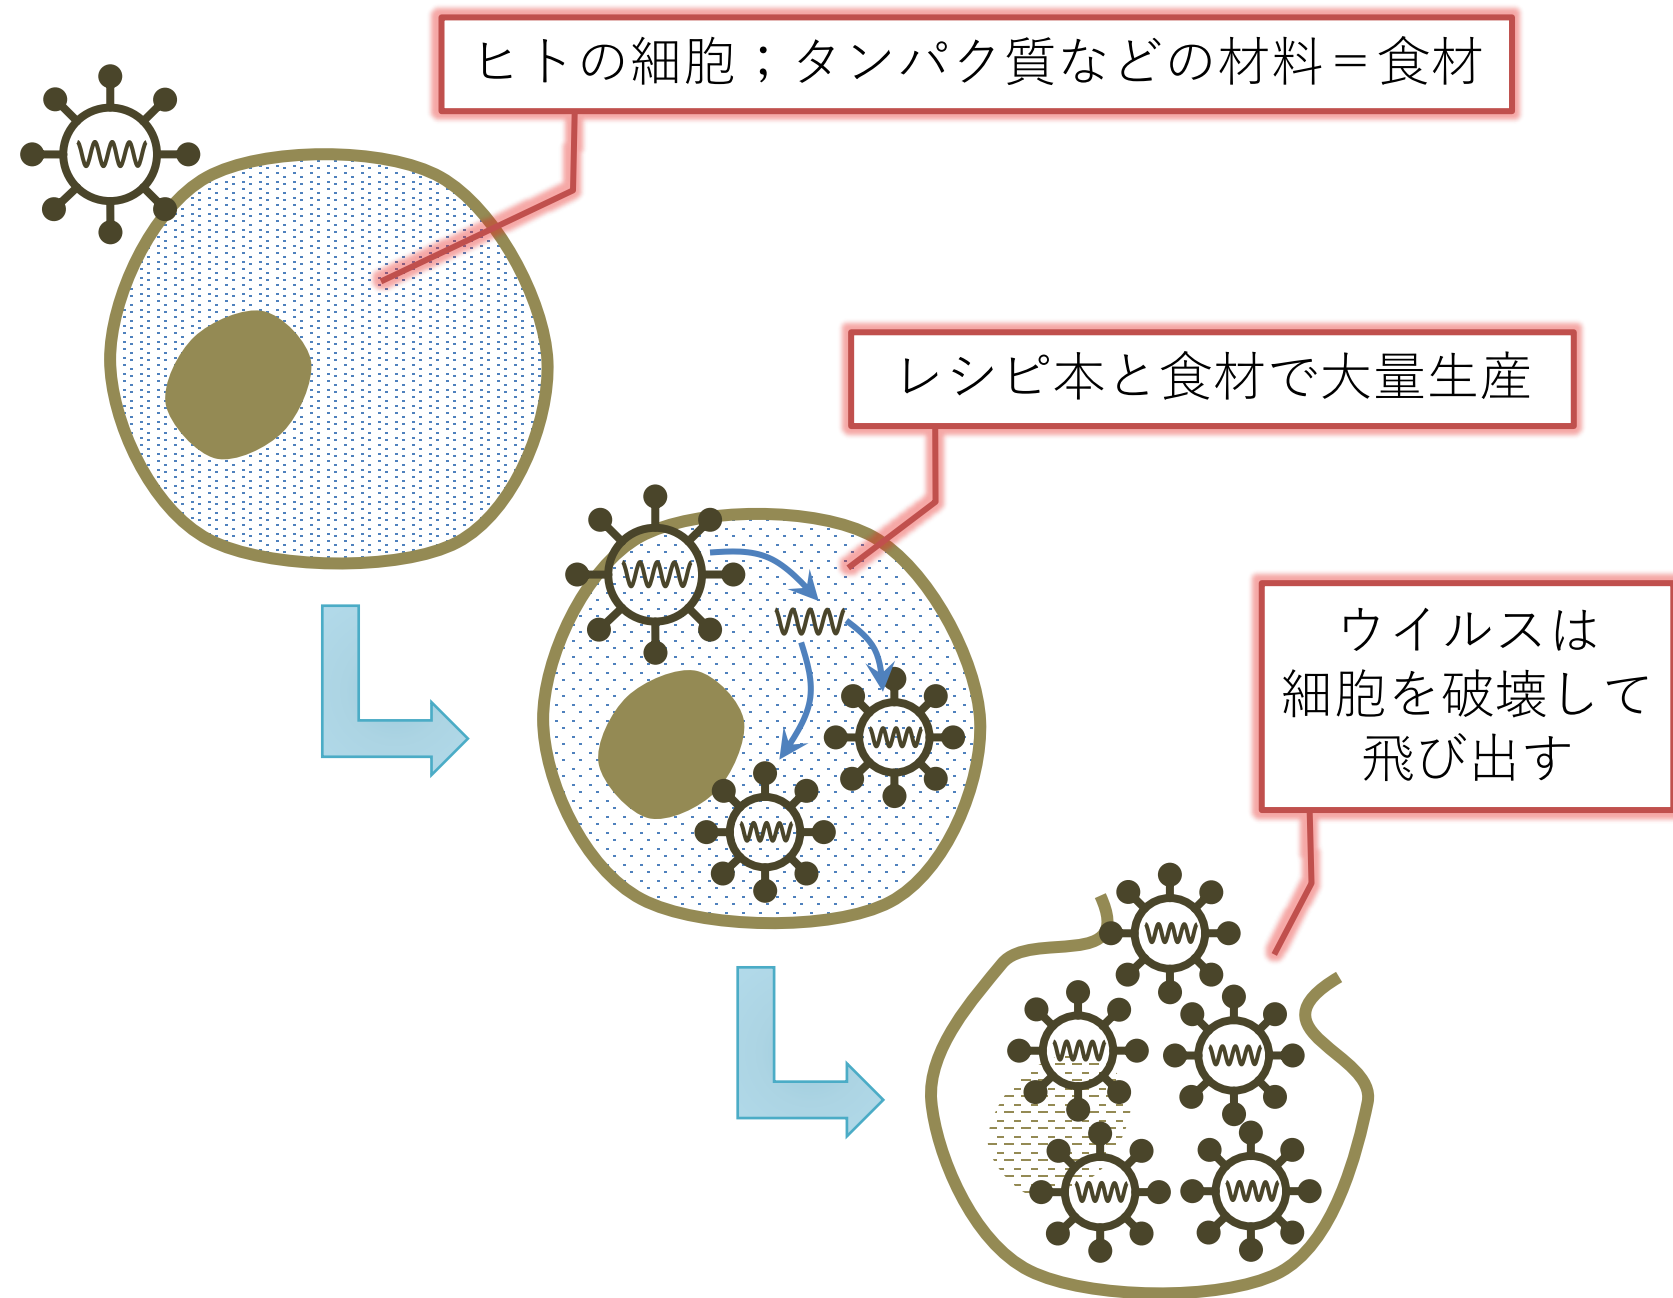 ヒトの細胞；タンパク質などの材料＝食材
レシピ本と食材で大量生産
ウイルスは
細胞を破壊して
飛び出す